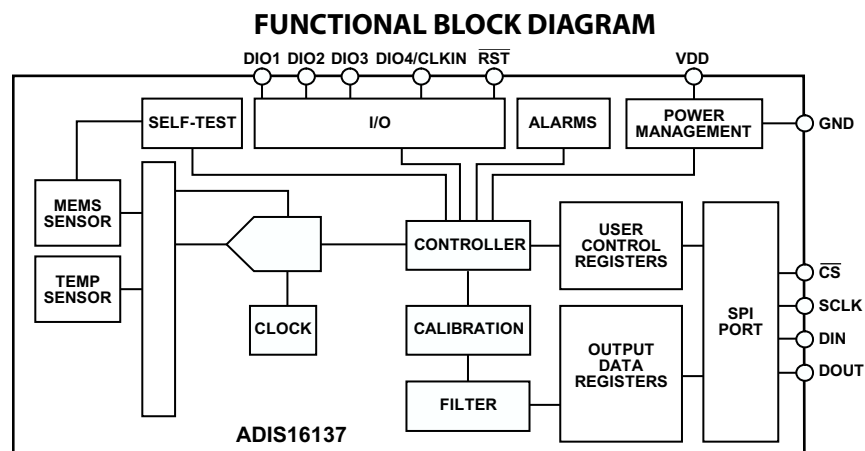 FUNCTIONAL BLOCK DIAGRAM
DIO1 DIO2 DIO3 DIO4/CLKIN RST VDD
SELF-TEST
I/O
ALARMS
POWER
MANAGEMENT
GND
MEMS
SENSOR
TEMP
SENSOR
CLOCK
CONTROLLER
CALIBRATION
FILTER
USER
CONTROL
REGISTERS
OUTPUT
DATA
REGISTERS
SPI
PORT
CS
SCLK
DIN
DOUT
ADIS16137